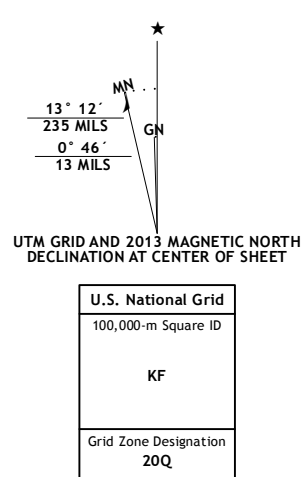 ★
MN
GN
13° 12´
235 MILS
0° 46´
13 MILS
UTM GRID AND 2013 MAGNETIC NORTH
DECLINATION AT CENTER OF SHEET
U.S. National Grid
100,000-m Square ID
KF
Grid Zone Designation
20Q